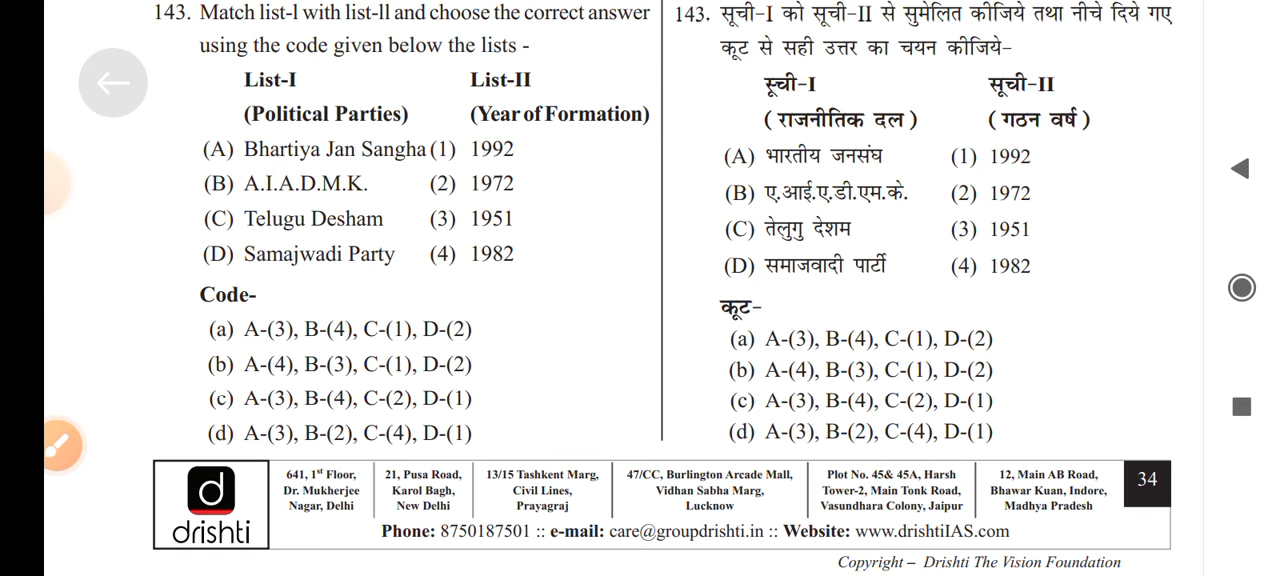 143. Match list-l with list-ll and choose the correct answer
using the code given below the lists -
List-I List-II
(Political Parties) (Year of Formation)
(A) Bhartiya Jan Sangha (1) 1992
(B) A.I.A.D.M.K. (2) 1972
(C) Telugu Desham (3) 1951
(D) Samajwadi Party (4) 1982
Code-
(a) A-(3), B-(4), C-(1), D-(2)
(b) A-(4), B-(3), C-(1), D-(2)
(c) A-(3), B-(4), C-(2), D-(1)
(d) A-(3), B-(2), C-(4), D-(1)
143. सूची-I को सूची-II से सुमेलित कीजिये तथा नीचे दिये गए
कूट से सही उत्तर का चयन कीजिये–
सूची-I सूची-II
(राजनीतिक दल) (गठन वर्ष)
(A) भारतीय जनसंघ (1) 1992
(B) ए.आई.ए.डी.एम.के. (2) 1972
(C) तेलुगु देशम (3) 1951
(D) समाजवादी पार्टी (4) 1982
कूट–
(a) A-(3), B-(4), C-(1), D-(2)
(b) A-(4), B-(3), C-(1), D-(2)
(c) A-(3), B-(4), C-(2), D-(1)
(d) A-(3), B-(2), C-(4), D-(1)
d
drishti
641, 1st Floor,
Dr. Mukherjee
Nagar, Delhi
21, Pusa Road,
Karol Bagh,
New Delhi
13/15 Tashkent Marg,
Civil Lines,
Prayagraj
47/CC, Burlington Arcade Mall,
Vidhan Sabha Marg,
Lucknow
Plot No. 45& 45A, Harsh
Tower-2, Main Tonk Road,
Vasundhara Colony, Jaipur
12, Main AB Road,
Bhawar Kuan, Indore,
Madhya Pradesh
34
Phone: 8750187501 :: e-mail: care@groupdrishti.in :: Website: www.drishtiIAS.com
Copyright – Drishti The Vision Foundation